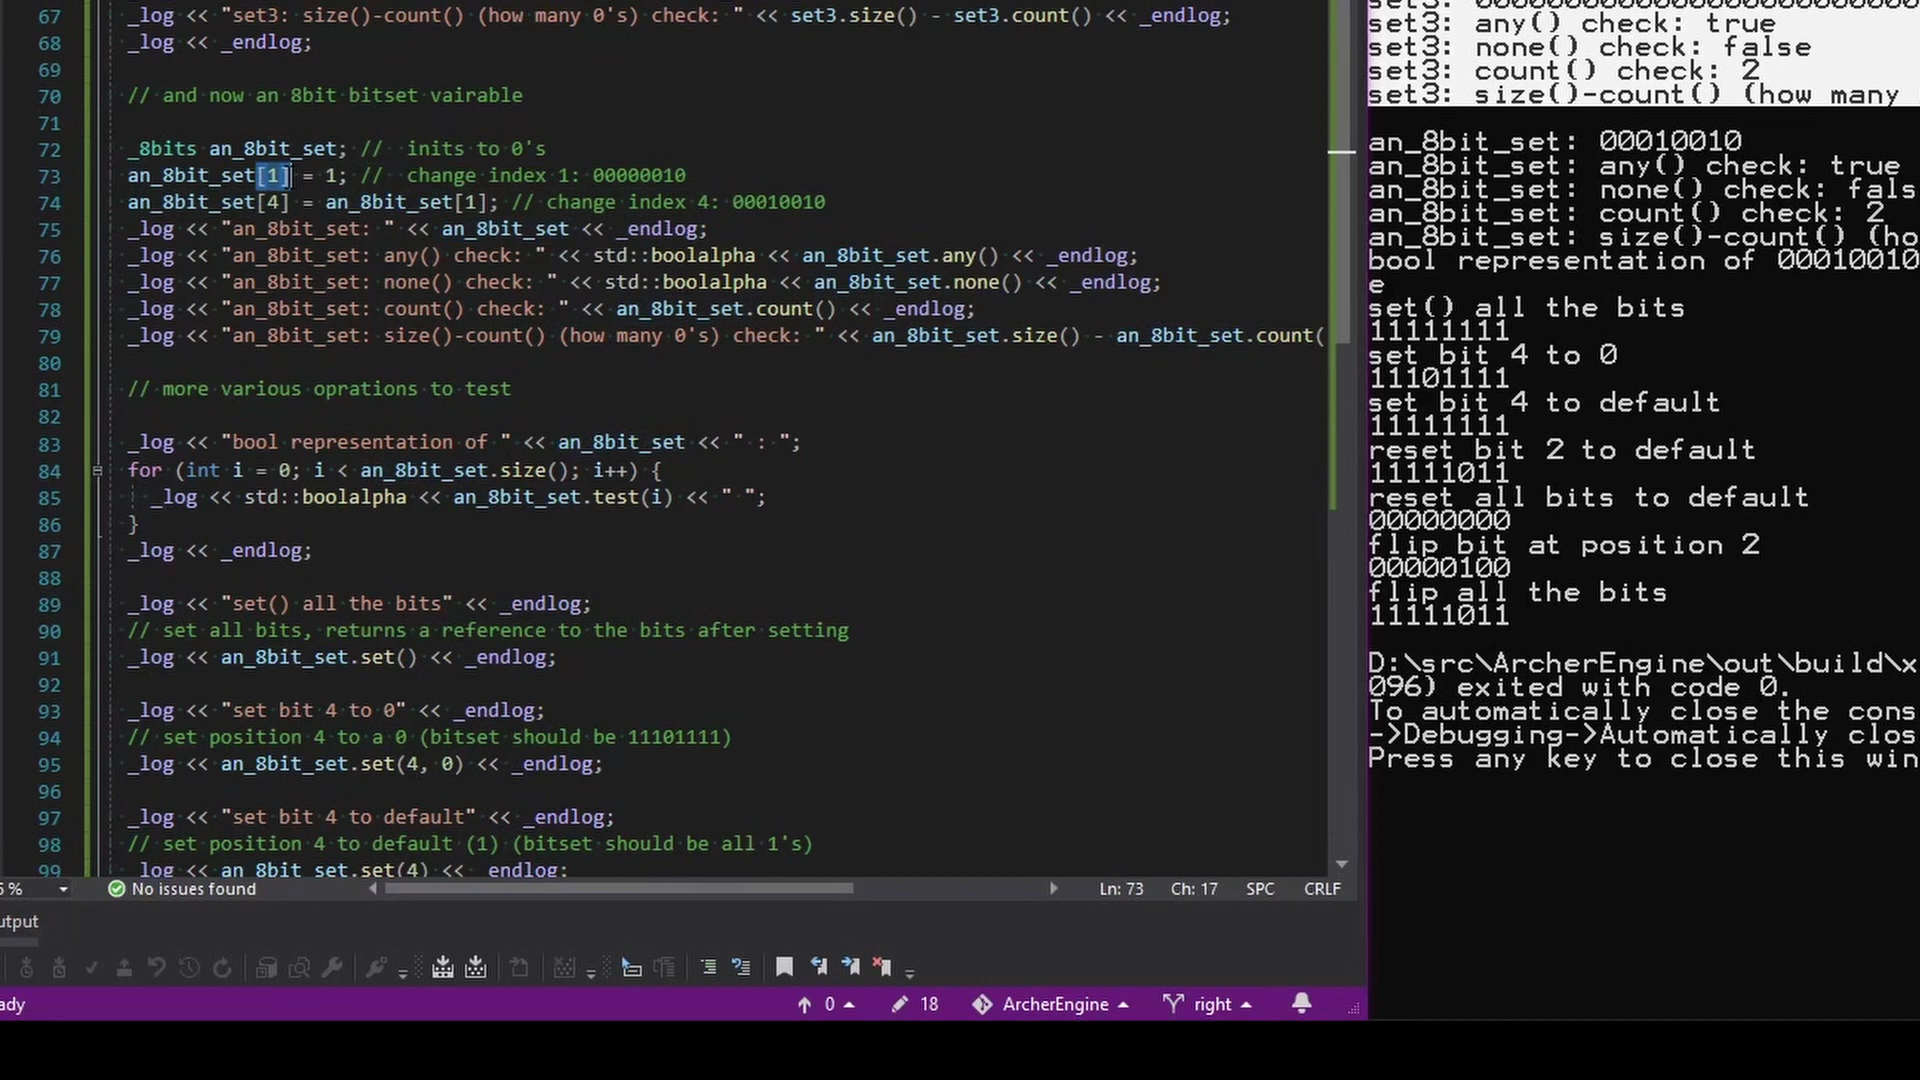 67 _log << "set3: size()-count() (how many 0's) check: " << set3.size() - set3.count() << _endlog;
68 _log << _endlog;
69
70 // and now an 8bit bitset vairable
71
72 _8bits an_8bit_set; // inits to 0's
73 an_8bit_set[1] = 1; // change index 1: 00000010
74 an_8bit_set[4] = an_8bit_set[1]; // change index 4: 00010010
75 _log << "an_8bit_set: " << an_8bit_set << _endlog;
76 _log << "an_8bit_set: any() check: " << std::boolalpha << an_8bit_set.any() << _endlog;
77 _log << "an_8bit_set: none() check: " << std::boolalpha << an_8bit_set.none() << _endlog;
78 _log << "an_8bit_set: count() check: " << an_8bit_set.count() << _endlog;
79 _log << "an_8bit_set: size()-count() (how many 0's) check: " << an_8bit_set.size() - an_8bit_set.count(
80
81 // more various oprations to test
82
83 _log << "bool representation of " << an_8bit_set << " : ";
84 for (int i = 0; i < an_8bit_set.size(); i++) {
85 _log << std::boolalpha << an_8bit_set.test(i) << " ";
86 }
87 _log << _endlog;
88
89 _log << "set() all the bits" << _endlog;
90 // set all bits, returns a reference to the bits after setting
91 _log << an_8bit_set.set() << _endlog;
92
93 _log << "set bit 4 to 0" << _endlog;
94 // set position 4 to a 0 (bitset should be 11101111)
95 _log << an_8bit_set.set(4, 0) << _endlog;
96
97 _log << "set bit 4 to default" << _endlog;
98 // set position 4 to default (1) (bitset should be all 1's)
99 _log << an_8bit_set.set(4) << _endlog;
5 % No issues found Ln: 73 Ch: 17 SPC CRLF
utput
ady 0 18 ArcherEngine right
set3: any() check: true
set3: none() check: false
set3: count() check: 2
set3: size()-count() (how many
an_8bit_set: 00010010
an_8bit_set: any() check: true
an_8bit_set: none() check: fals
an_8bit_set: count() check: 2
an_8bit_set: size()-count() (ho
bool representation of 00010010
e
set() all the bits
11111111
set bit 4 to 0
11101111
set bit 4 to default
11111111
reset bit 2 to default
11111011
reset all bits to default
00000000
flip bit at position 2
00000100
flip all the bits
11111011
D:\src\ArcherEngine\out\build\x
096) exited with code 0.
To automatically close the cons
->Debugging->Automatically clos
Press any key to close this win